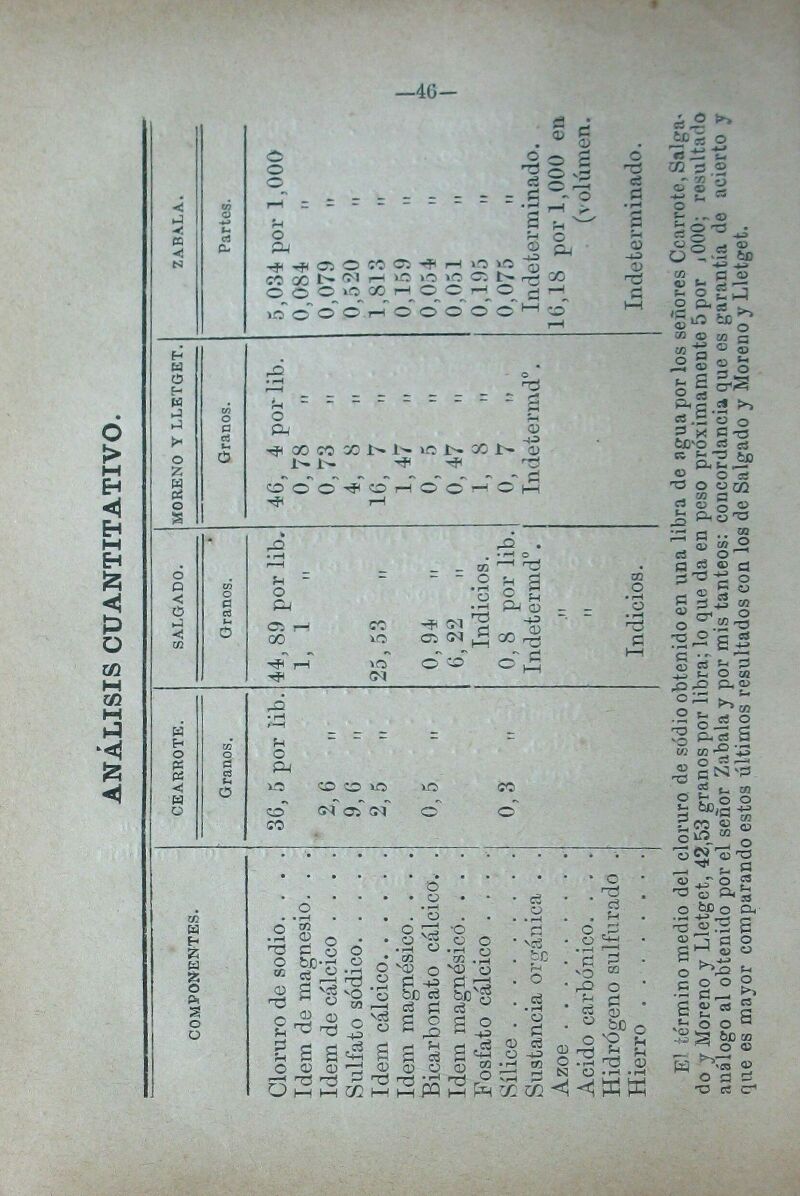 —46—
ANÁLISIS CUANTITATIVO.
COMPONENTES. CEARROTE. SALGADO. MORENO Y LLETGET. ZABALA.
Granos. Granos. Granos. Partes.
Cloruro de sodio. . . . 36, 5 por lib. 44, 89 por lib. 46, 4 por lib. 5,034 por 1,000
Idem de magnesio. . . 1, 1 " 0, 78 " 0,084 "
Idem de cálcico . . . . 2, 6 " 0, 73 " 0,079 "
Sulfato sódico. . . . . 9, 6 " 4, 8 " 0,520 "
Idem cálcico. . . . . . 2, 5 " 25, 53 " 16, 7 " 1,813 "
Idem magnésico. . . . 1, 47 " 0,159 "
Bicarbonato cálcico. . 0, 5 " 0, 94 " 0, 5 " 0,054 "
Idem magnésicó. . . . 6, 22 " 0, 47 " 0,051 "
Fosfato cálcico . . . . Indicios. 1, 8 " 0,195 "
Sílice . . . . . . . . 0, 3 " 0, 8 por lib. 0, 7 " 0,075 "
Sustancia orgánica . . Indetermdº. Indetermdº. Indeterminado.
Azoe . . . . . . . . " 16,18 por 1,000 en
Acido carbónico. . . . " (volúmen.
Hidrógeno sulfurado .
Hierro . . . . . . . Indicios. Indeterminado.
El término medio del cloruro de sódio obtenido en una libra de agua por los señores Ccarrote, Salga-
do y Moreno y Lletget, 42,53 granos por libra; lo que da en peso próximamente 5 por ,000; resultado
análogo al obtenido por el señor Zabala y por mis tanteos: concordancia que es garantía de acierto y
que es mayor comparando estos últimos resultados con los de Salgado y Moreno y Lletget.